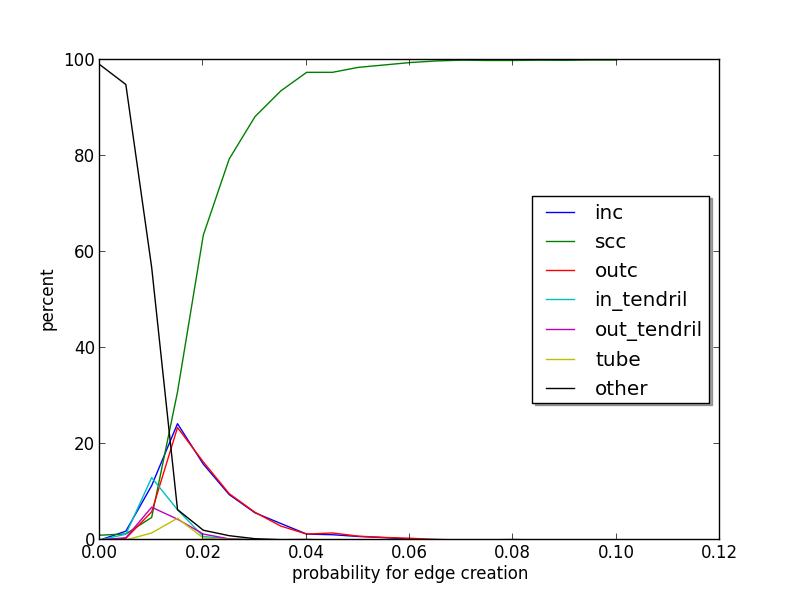 100
80
60
40
20
0
percent
inc
scc
outc
in_tendril
out_tendril
tube
other
0.00 0.02 0.04 0.06 0.08 0.10 0.12
probability for edge creation